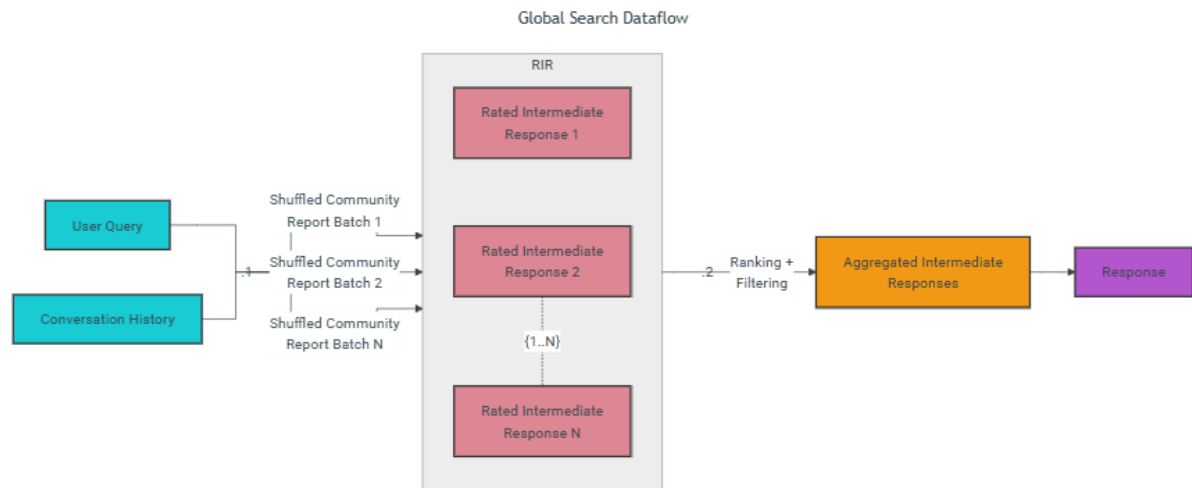 Global Search Dataflow
RIR
Rated Intermediate
Response 1
Shuffled Community
Report Batch 1
User Query
.1
Shuffled Community
Report Batch 2
Conversation History
Shuffled Community
Report Batch N
Rated Intermediate
Response 2
{1..N}
Rated Intermediate
Response N
.2
Ranking +
Filtering
Aggregated Intermediate
Responses
Response